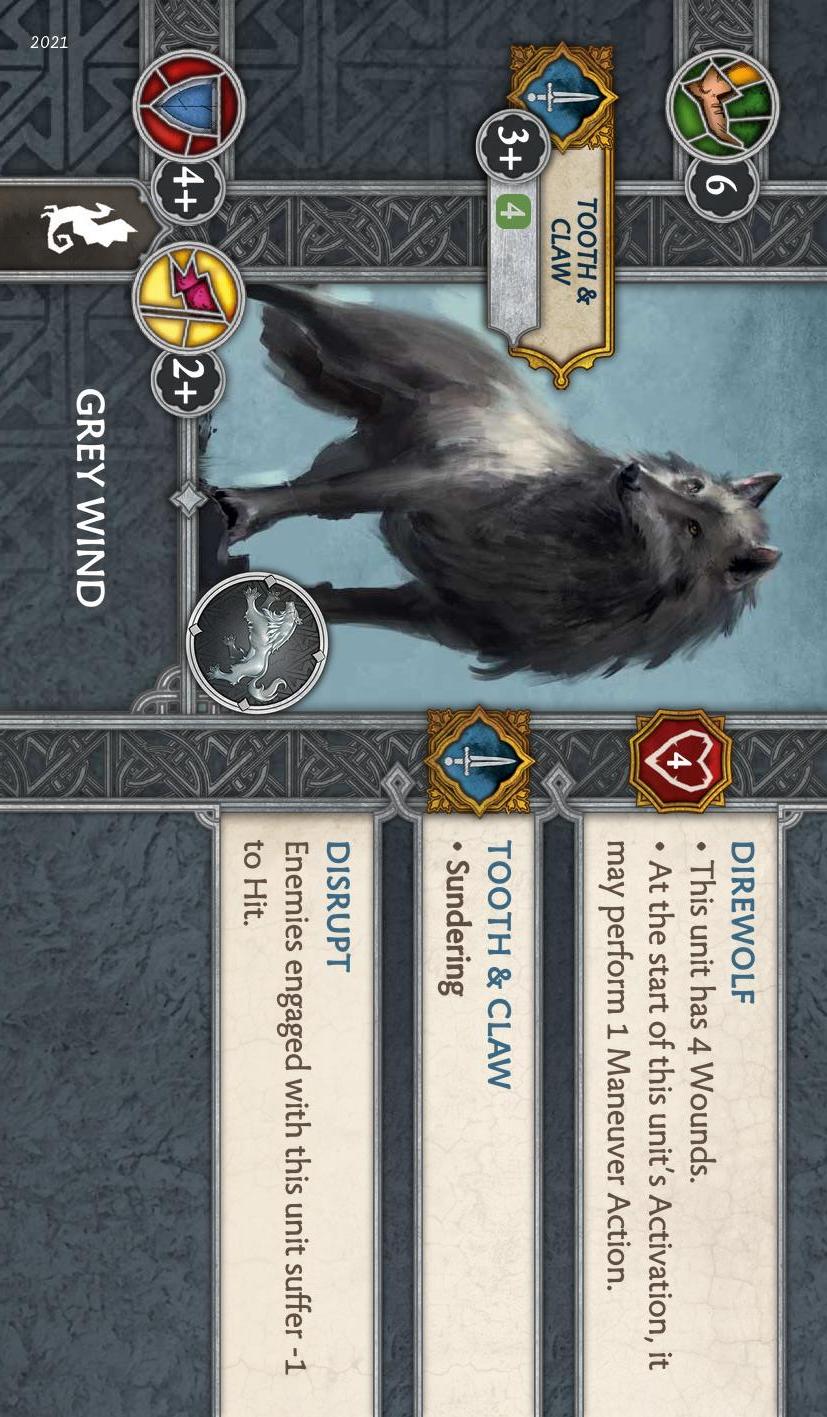 6
TOOTH &
CLAW
3+
4
4+
2+
GREY WIND
4
DIREWOLF
• This unit has 4 Wounds.
• At the start of this unit’s Activation, it
may perform 1 Maneuver Action.
TOOTH & CLAW
• Sundering
DISRUPT
Enemies engaged with this unit suffer -1
to Hit.
2021